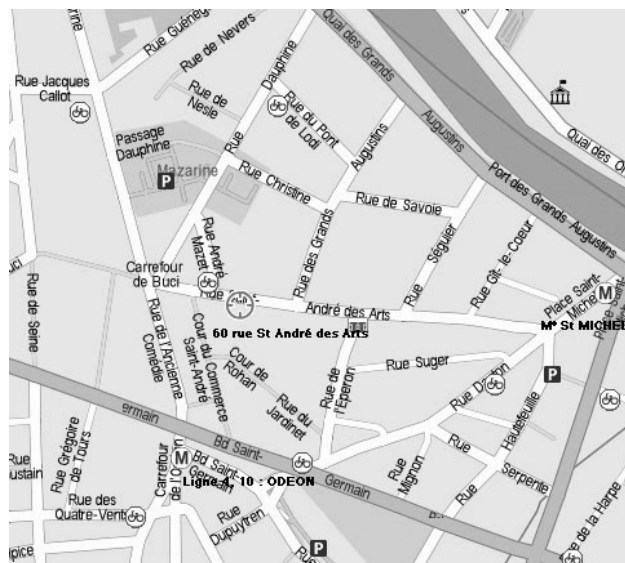 Rue Guénég
Rue de Nevers
Quai des Grands
Augustins
Rue Jacques
Callot
Rue de
Nesle
Rue Dauphine
Rue du Pont
de Lodi
Passage
Dauphine
Mazarine
P
Quai des
Port des Grands Augustins
Rue Christine
Rue des Grands
Augustins
Rue de Savoie
Rue Séguier
Rue Gît-le-Coeur
Rue André
Mazet
Carrefour
de Buci
Rue
André des Arts
60 rue St André des Arts
Place Saint-
M
M° St MICHEL
Rue de Seine
Rue de l'Ancienne
Comédie
Cour du Commerce
Saint-André
Cour de
Rohan
Rue du
Jardinet
Rue de
l'Eperon
Rue Suger
Rue
P
Hautefeuille
Rue
Serpente
Rue
Mignon
Bd Saint-
Germain
Rue Grégoire
de Tours
Carrefour
M
Bd Saint-
Germain
Ligne 4, 10 : ODEON
Rue des
Quatre-Vent
Rue
Dupuytren
P
Rue
de la Harpe